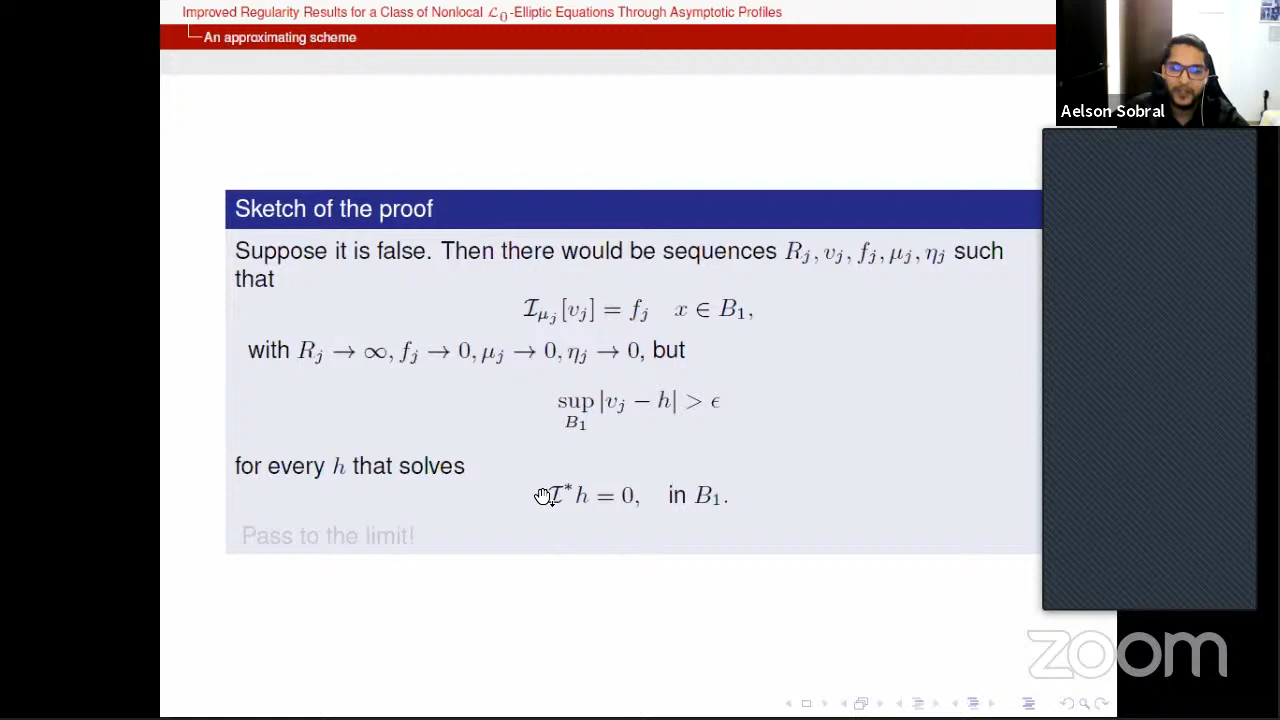 Improved Regularity Results for a Class of Nonlocal ℒ₀-Elliptic Equations Through Asymptotic Profiles
An approximating scheme
Aelson Sobral
Sketch of the proof
Suppose it is false. Then there would be sequences R_j, v_j, f_j, μ_j, η_j such
that
ℐ_{μ_j}[v_j] = f_j x ∈ B₁,
with R_j → ∞, f_j → 0, μ_j → 0, η_j → 0, but
sup_{B₁} |v_j − h| > ϵ
for every h that solves
ℐ*h = 0, in B₁.
Pass to the limit!
zoom